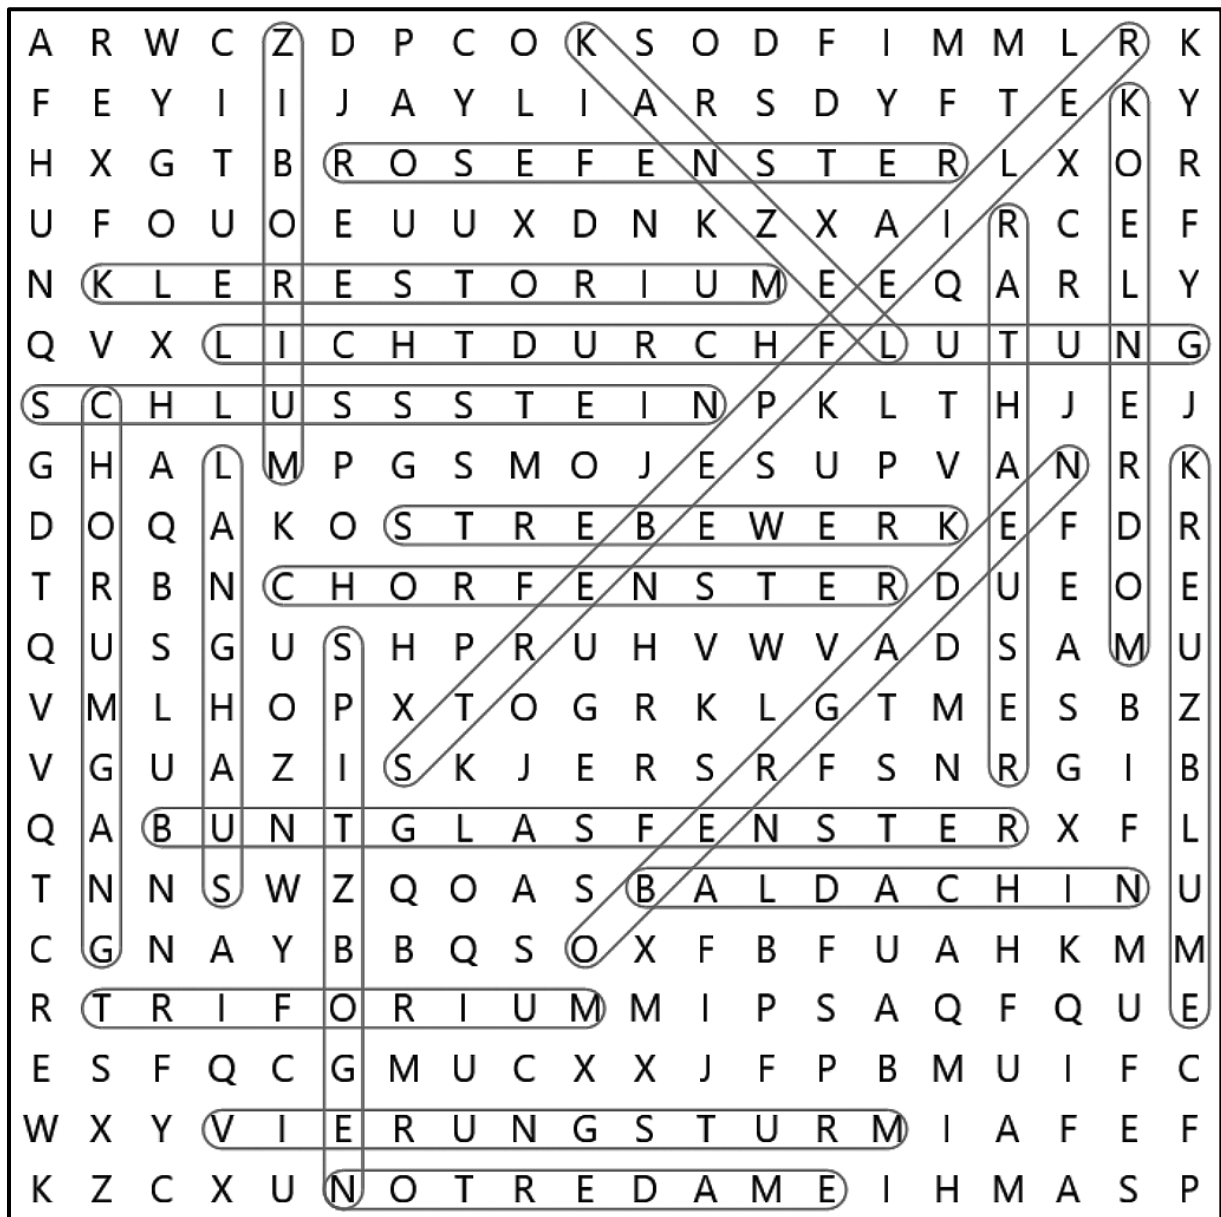 A R W C Z D P C O K S O D F I M M L R K
F E Y I I J A Y L I A R S D Y F T E K Y
H X G T B R O S E F E N S T E R L X O R
U F O U O E U U X D N K Z X A I R C E F
N K L E R E S T O R I U M E E Q A R L Y
Q V X L I C H T D U R C H F L U T U N G
S C H L U S S S T E I N P K L T H J E J
G H A L M P G S M O J E S U P V A N R K
D O Q A K O S T R E B E W E R K E F D R
T R B N C H O R F E N S T E R D U E O E
Q U S G U S H P R U H V W V A D S A M U
V M L H O P X T O G R K L G T M E S B Z
V G U A Z I S K J E R S R F S N R G I B
Q A B U N T G L A S F E N S T E R X F L
T N N S W Z Q O A S B A L D A C H I N U
C G N A Y B B Q S O X F B F U A H K M M
R T R I F O R I U M M I P S A Q F Q U E
E S F Q C G M U C X X J F P B M U I F C
W X Y V I E R U N G S T U R M I A F E F
K Z C X U N O T R E D A M E I H M A S P